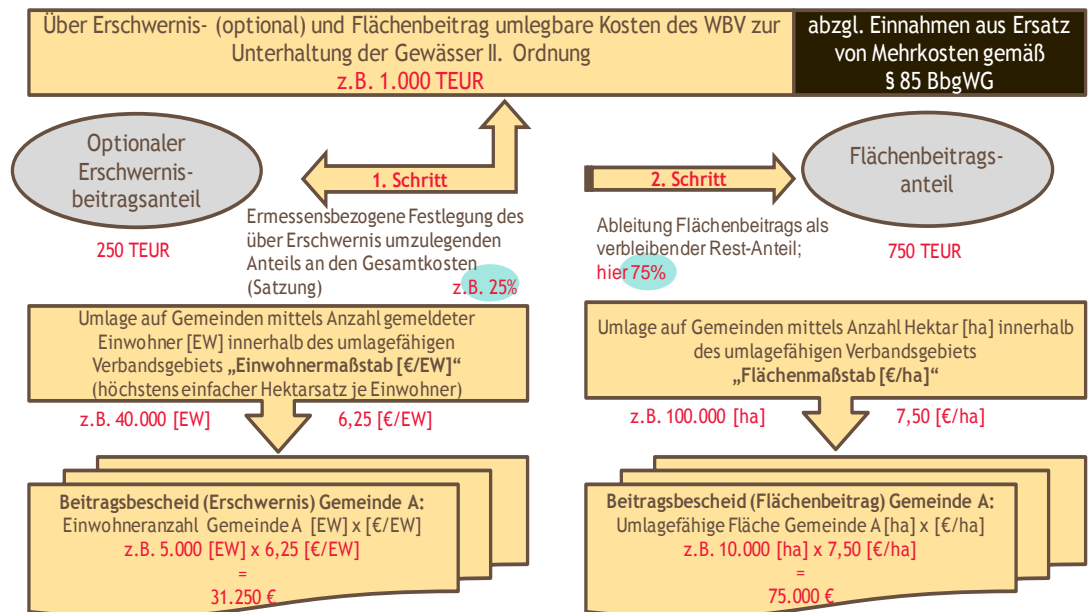 Über Erschwernis- (optional) und Flächenbeitrag umlegbare Kosten des WBV zur
Unterhaltung der Gewässer II. Ordnung
z.B. 1.000 TEUR
abzgl. Einnahmen aus Ersatz
von Mehrkosten gemäß
§ 85 BbgWG
Optionaler
Erschwernis-
beitragsanteil
250 TEUR
1. Schritt
Ermessensbezogene Festlegung des
über Erschwernis umzulegenden
Anteils an den Gesamtkosten
(Satzung)
z.B. 25%
2. Schritt
Ableitung Flächenbeitrags als
verbleibender Rest-Anteil;
hier 75%
Flächenbeitrags-
anteil
750 TEUR
Umlage auf Gemeinden mittels Anzahl gemeldeter
Einwohner [EW] innerhalb des umlagefähigen
Verbandsgebiets „Einwohnermaßstab [€/EW]“
(höchstens einfacher Hektarsatz je Einwohner)
z.B. 40.000 [EW]
6,25 [€/EW]
Umlage auf Gemeinden mittels Anzahl Hektar [ha] innerhalb
des umlagefähigen Verbandsgebiets
„Flächenmaßstab [€/ha]“
z.B. 100.000 [ha]
7,50 [€/ha]
Beitragsbescheid (Erschwernis) Gemeinde A:
Einwohneranzahl Gemeinde A [EW] x [€/EW]
z.B. 5.000 [EW] x 6,25 [€/EW]
=
31.250 €
Beitragsbescheid (Flächenbeitrag) Gemeinde A:
Umlagefähige Fläche Gemeinde A [ha] x [€/ha]
z.B. 10.000 [ha] x 7,50 [€/ha]
=
75.000 €